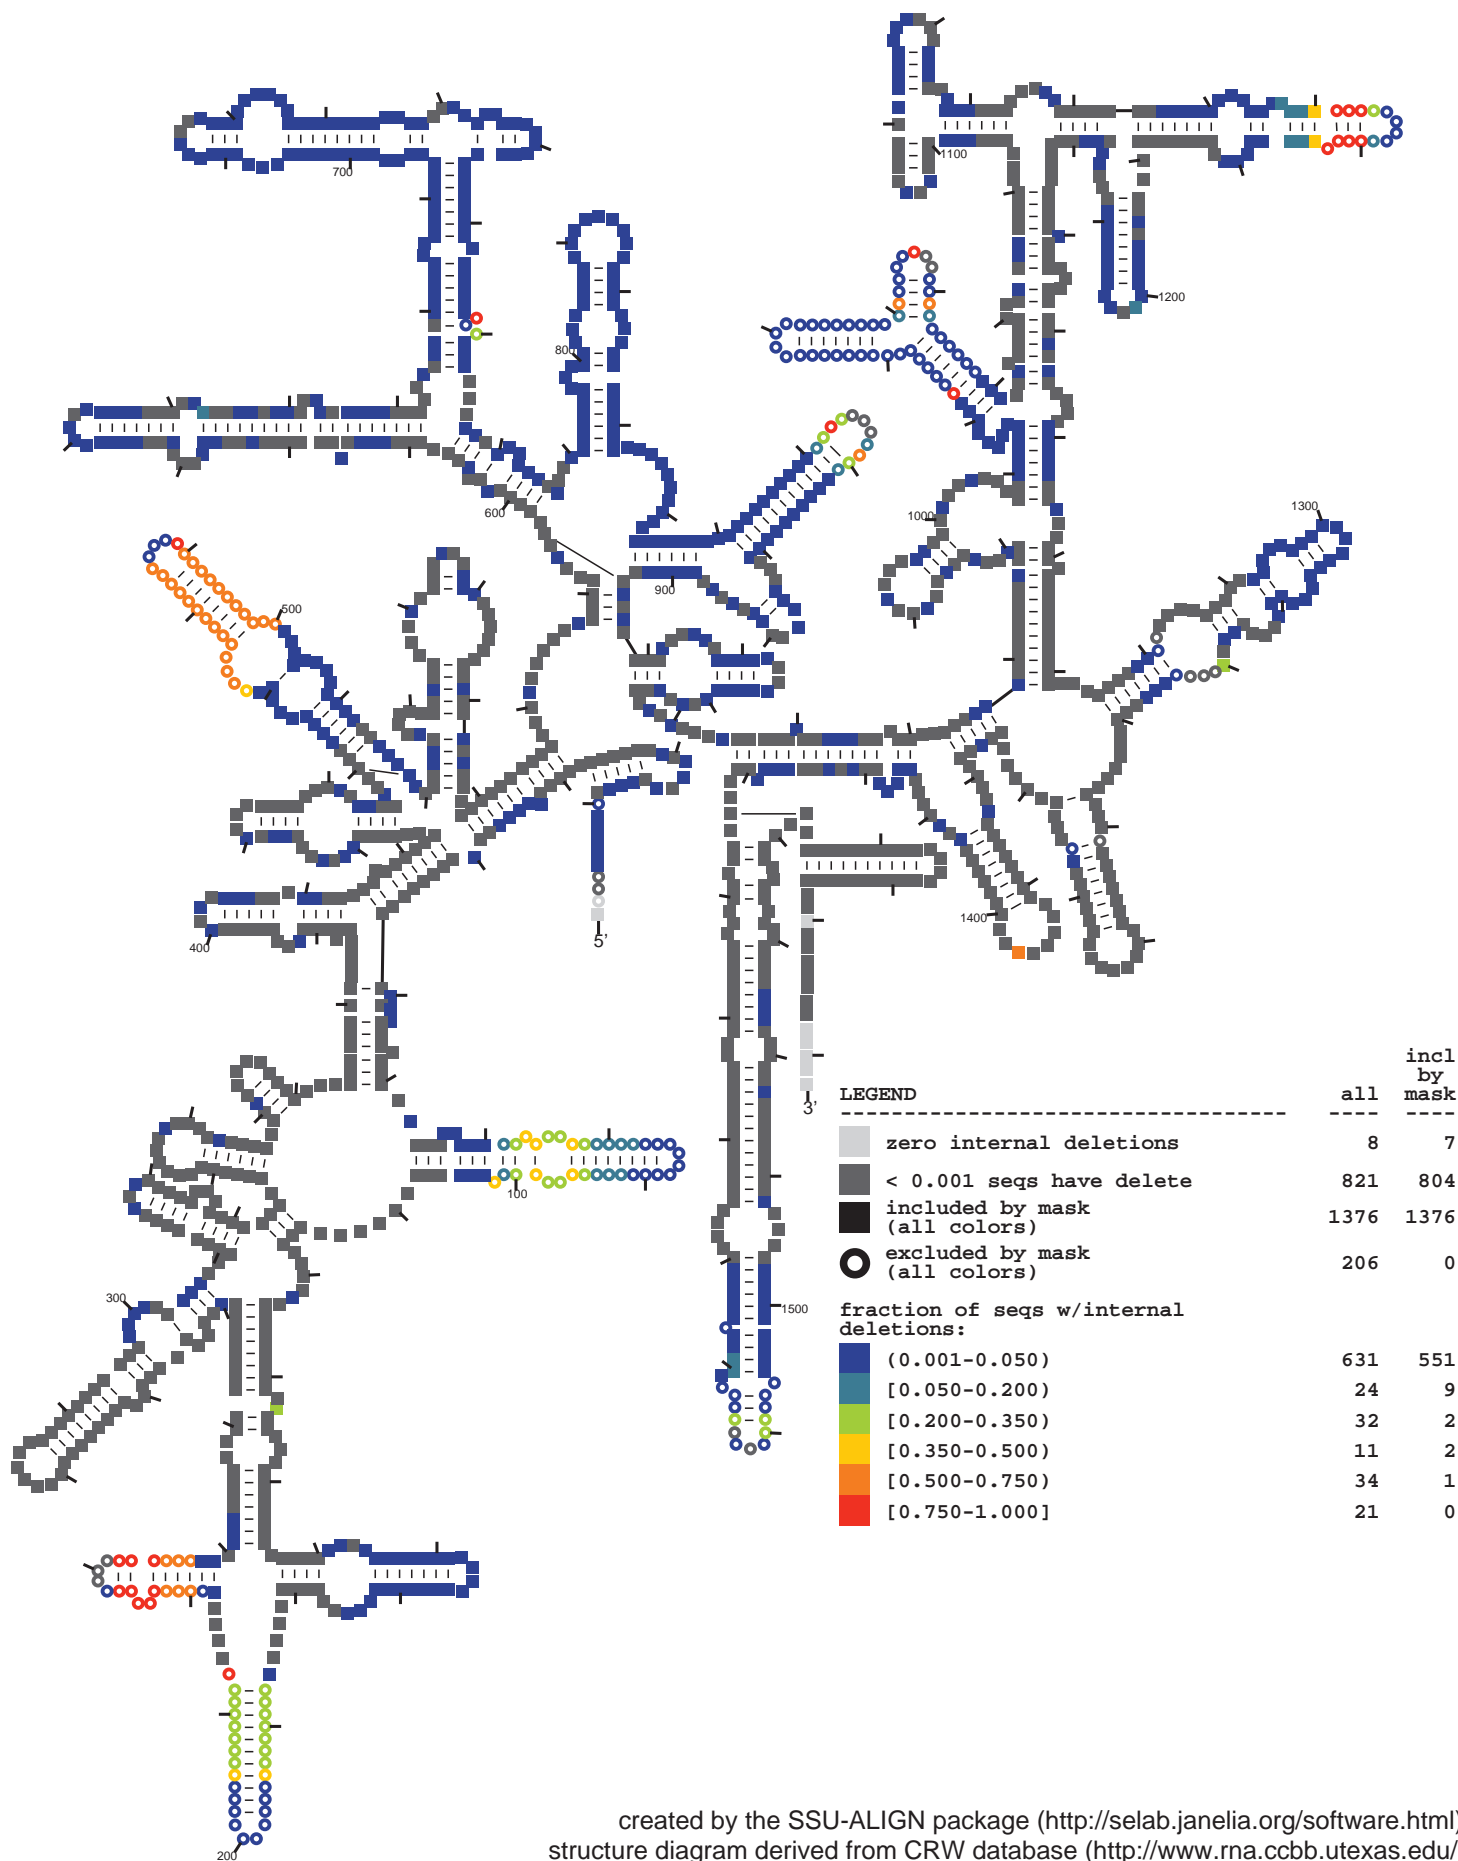 700
1100
1200
800
600
900
1000
1300
500
400
1400
5'
3'
100
300
1500
200
LEGEND all incl by mask
zero internal deletions 8 7
< 0.001 seqs have delete 821 804
included by mask
(all colors) 1376 1376
excluded by mask
(all colors) 206 0
fraction of seqs w/internal
deletions:
(0.001-0.050) 631 551
[0.050-0.200) 24 9
[0.200-0.350) 32 2
[0.350-0.500) 11 2
[0.500-0.750) 34 1
[0.750-1.000] 21 0
created by the SSU-ALIGN package (http://selab.janelia.org/software.html)
structure diagram derived from CRW database (http://www.rna.ccbb.utexas.edu/